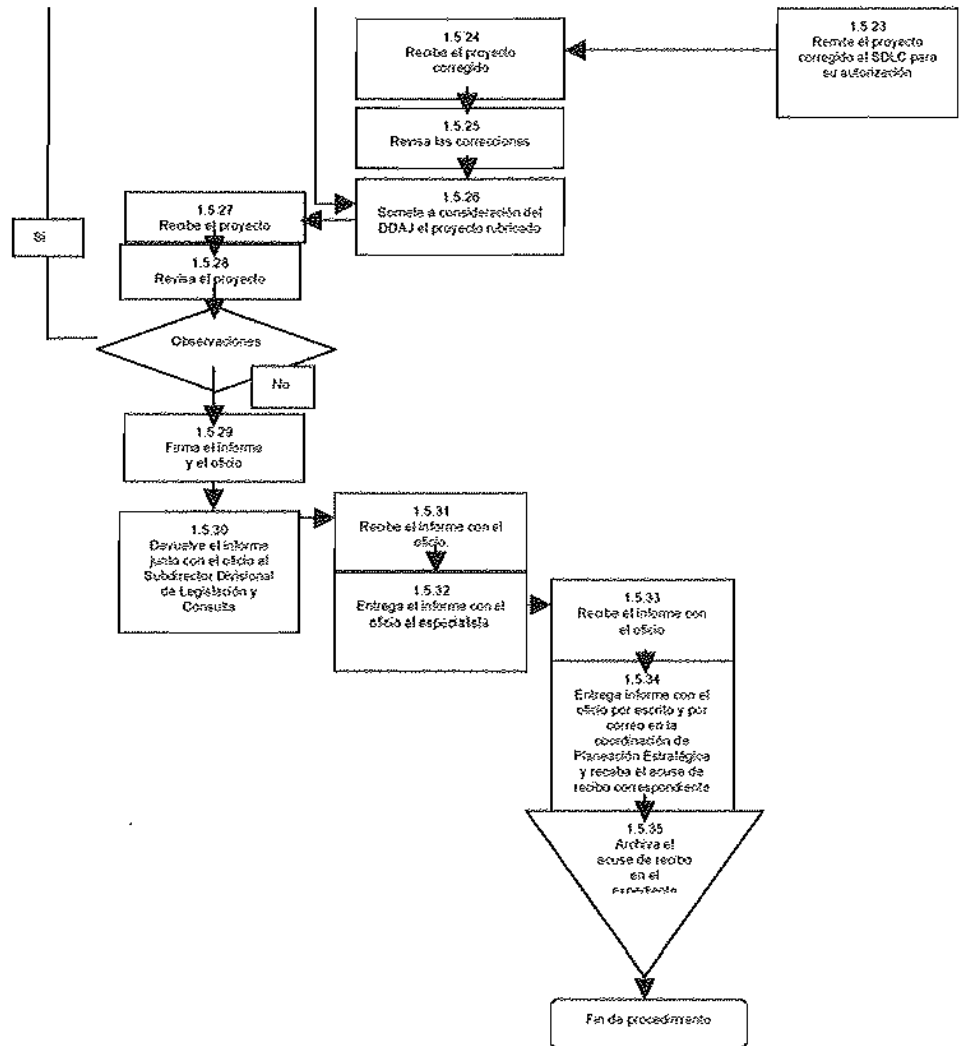 1.5.23
Remite el proyecto
corregido al SDLC para
su autorización
1.5.24
Recibe el proyecto
corregido
1.5.25
Revisa las correcciones
1.5.26
Somete a consideración del
DDAJ el proyecto rubricado
1.5.27
Recibe el proyecto
Si
1.5.28
Revisa el proyecto
Observaciones
No
1.5.29
Firma el informe
y el oficio
1.5.30
Devuelve el informe
junto con el oficio al
Subdirector Divisional
de Legislación y
Consulta
1.5.31
Recibe el informe con el
oficio.
1.5.32
Entrega el informe con el
oficio al especialista
1.5.33
Recibe el informe con
el oficio
1.5.34
Entrega informe con el
oficio por escrito y por
correo en la
coordinación de
Planeación Estratégica
y recaba el acuse de
recibo correspondiente
1.5.35
Archiva el
acuse de recibo
en el
expediente
Fin de procedimiento